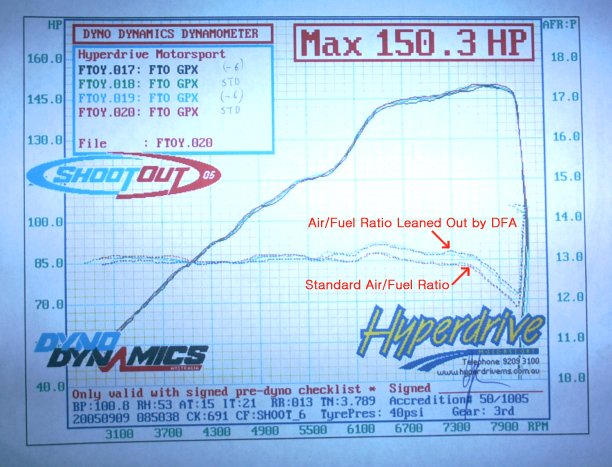 HP
DYNO DYNAMICS DYNAMOMETER
AFR:P
Max 150.3 HP
Hyperdrive Motorsport
FTOY.017: FTO GPX (-6)
FTOY.018: FTO GPX STD
FTOY.019: FTO GPX (-6)
FTOY.020: FTO GPX STD
File : FTOY.020
160.0
145.0
130.0
100.0
85.0
70.0
40.0
18.0
17.0
16.0
15.0
14.0
13.0
12.0
11.0
10.0
SHOOTOUT 05
Air/Fuel Ratio Leaned Out by DFA
Standard Air/Fuel Ratio
DYNO DYNAMICS
AUSTRALIA
Hyperdrive
MOTORSPORT
Telephone 9209 3100
www.hyperdrivems.com.au
Only valid with signed pre-dyno checklist * Signed
BP:100.8 RH:53 AT:15 IT:21 RR:013 TN:3.789 Accredit# 50/1005
20050909 085038 CK:691 CF:SHOOT_6 TyrePres: 40psi Gear: 3rd
3100 3700 4300 4900 5500 6100 6700 7300 7900 RPM